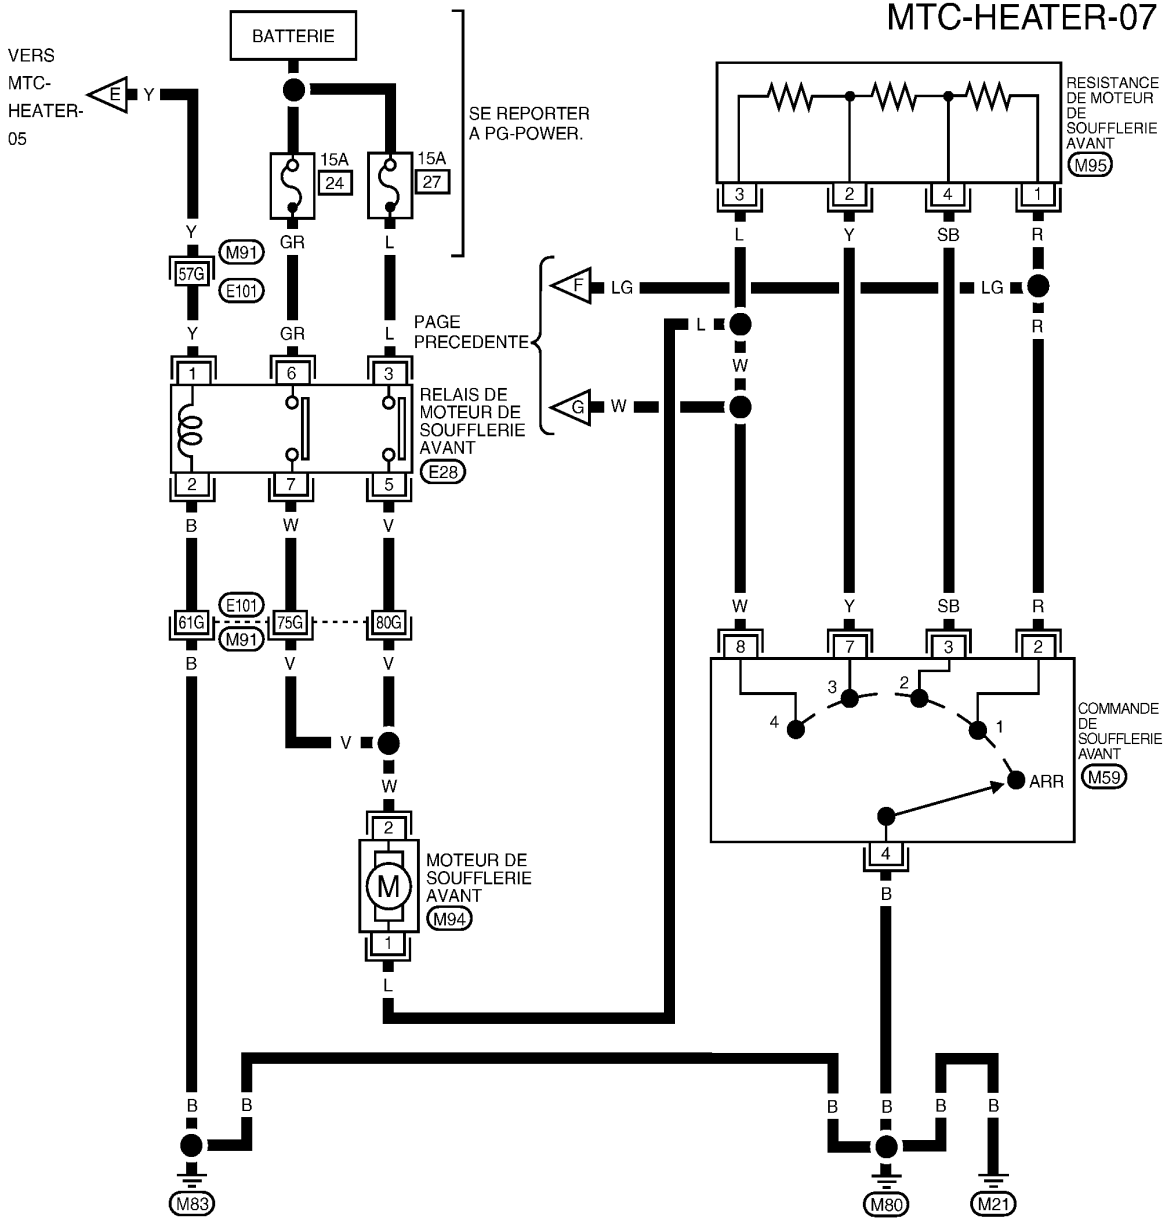 MTC-HEATER-07
BATTERIE
VERS
MTC-
HEATER-
05
E
Y
SE REPORTER
A PG-POWER.
15A
24
15A
27
RESISTANCE
DE MOTEUR
DE
SOUFFLERIE
AVANT
M95
3
2
4
1
Y
GR
L
L
Y
SB
R
M91
57G
E101
F
LG
LG
Y
GR
L
PAGE
PRECEDENTE
L
R
W
G
W
1
6
3
RELAIS DE
MOTEUR DE
SOUFFLERIE
AVANT
E28
2
7
5
B
W
V
61G
E101
M91
75G
80G
B
V
V
W
Y
SB
R
8
7
3
2
4
3
2
1
ARR
COMMANDE
DE
SOUFFLERIE
AVANT
M59
V
W
2
M
MOTEUR DE
SOUFFLERIE
AVANT
M94
1
L
4
B
B
B
B
B
B
B
M83
M80
M21